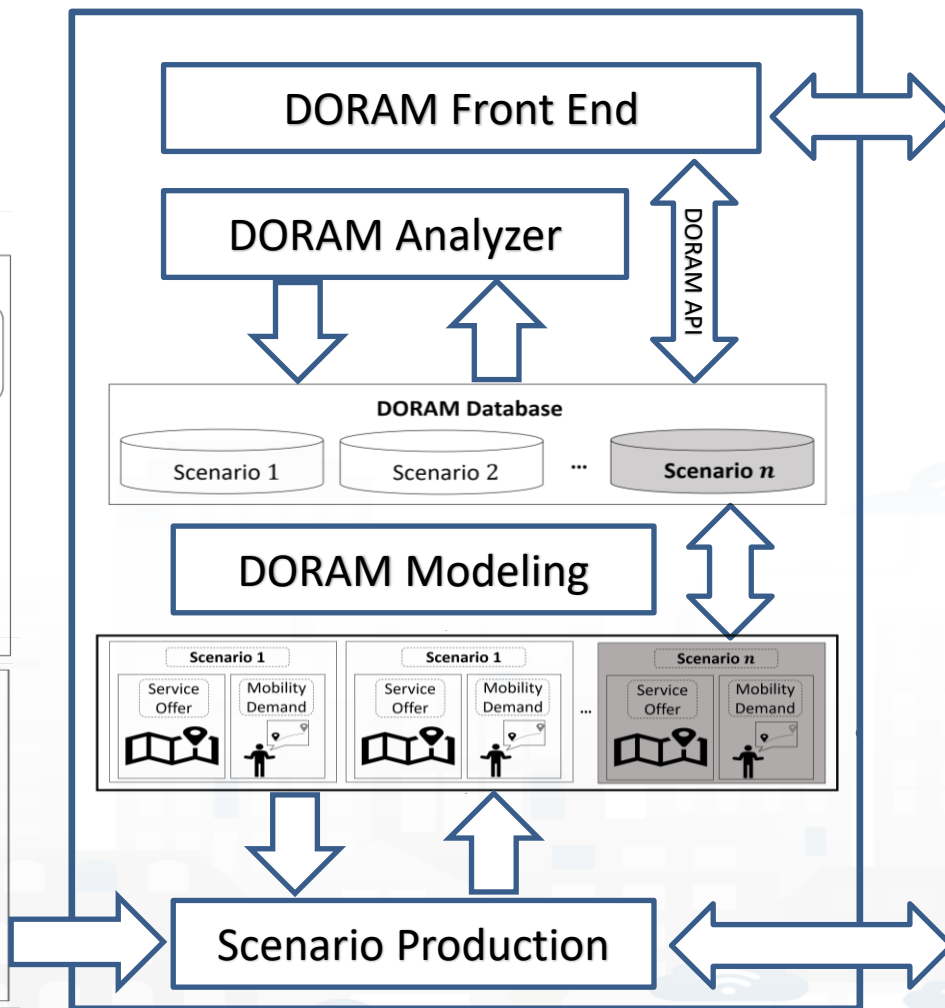 DORAM Front End
DORAM Analyzer
DORAM API
DORAM Database
Scenario 1
Scenario 2
...
Scenario n
DORAM Modeling
Scenario 1
Service
Offer
Mobility
Demand
Scenario 1
Service
Offer
Mobility
Demand
...
Scenario n
Service
Offer
Mobility
Demand
Scenario Production